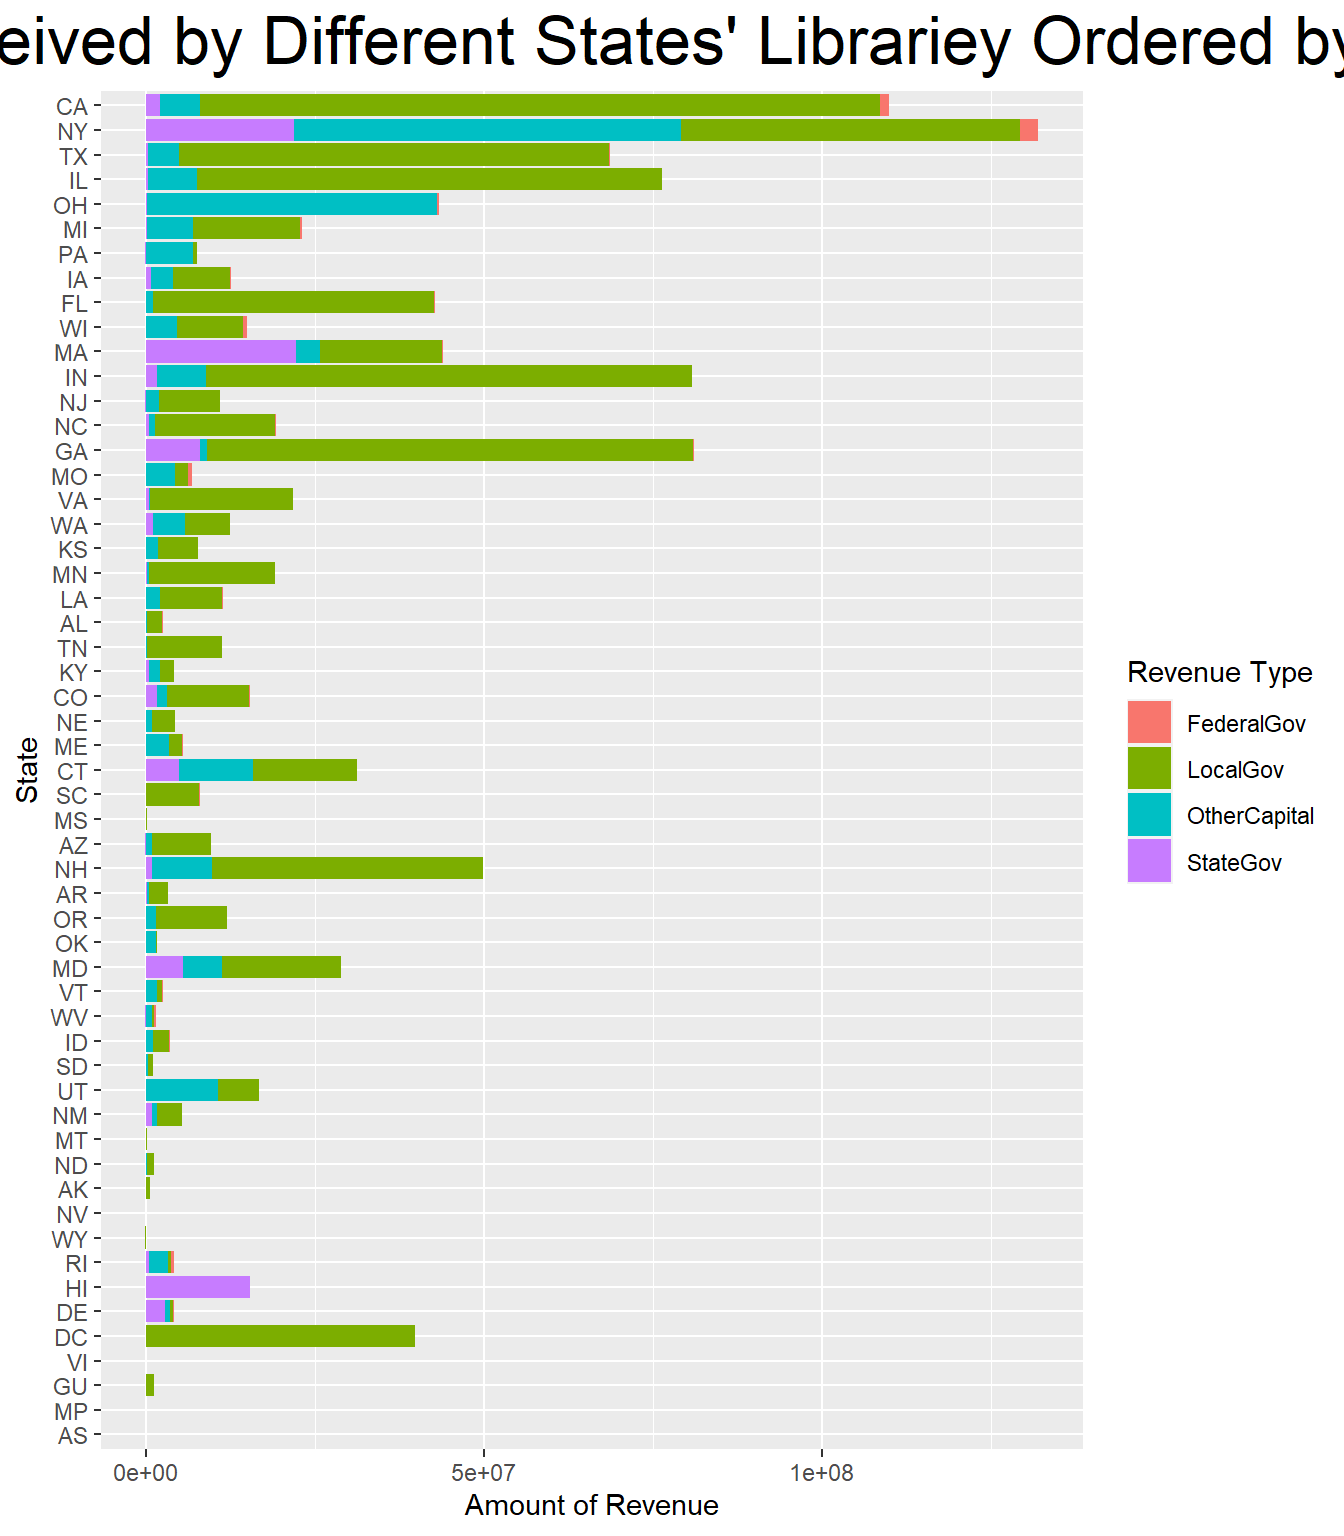 eived by Different States' Librariey Ordered by
CA
NY
TX
IL
OH
MI
PA
IA
FL
WI
MA
IN
NJ
NC
GA
MO
VA
WA
KS
MN
LA
AL
TN
KY
CO
NE
ME
CT
SC
MS
AZ
NH
AR
OR
OK
MD
VT
WV
ID
SD
UT
NM
MT
ND
AK
NV
WY
RI
HI
DE
DC
VI
GU
MP
AS
State
0e+00 5e+07 1e+08
Amount of Revenue
Revenue Type
FederalGov
LocalGov
OtherCapital
StateGov